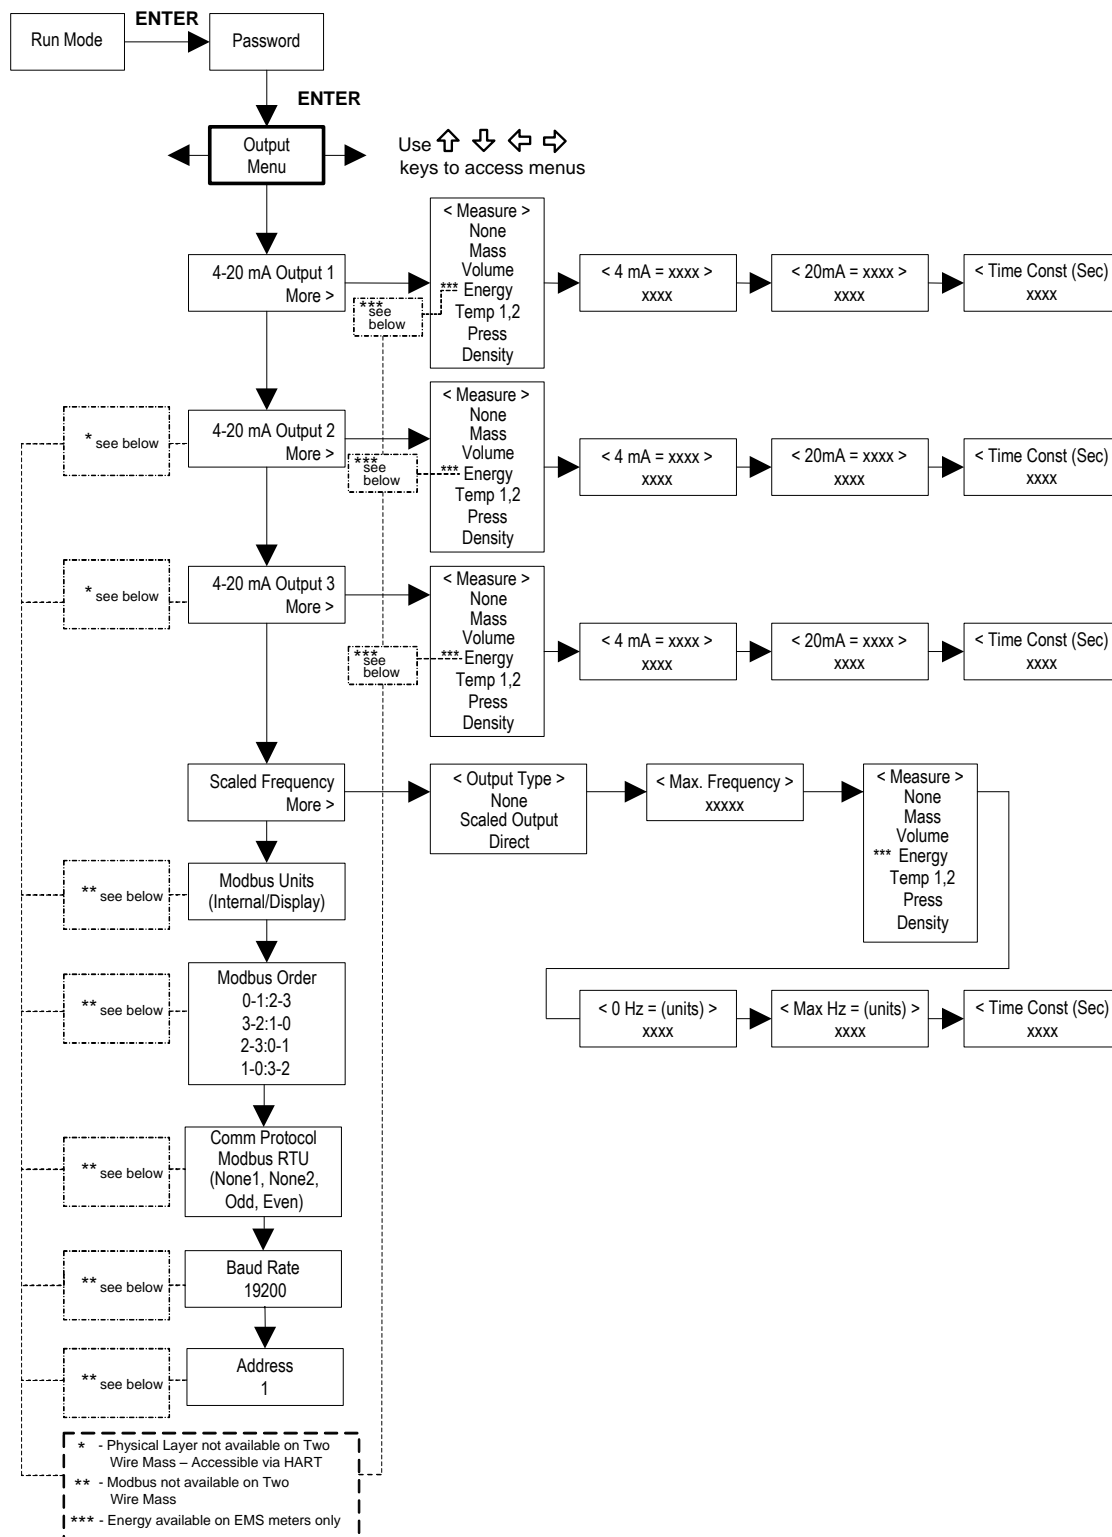 Run Mode
ENTER
Password
ENTER
Output
Menu
Use
keys to access menus
4-20 mA Output 1
More >
*** see
below
< Measure >
None
Mass
Volume
*** Energy
Temp 1,2
Press
Density
< 4 mA = xxxx >
xxxx
< 20mA = xxxx >
xxxx
< Time Const (Sec)
xxxx
* see below
4-20 mA Output 2
More >
*** see
below
< Measure >
None
Mass
Volume
*** Energy
Temp 1,2
Press
Density
< 4 mA = xxxx >
xxxx
< 20mA = xxxx >
xxxx
< Time Const (Sec)
xxxx
* see below
4-20 mA Output 3
More >
*** see
below
< Measure >
None
Mass
Volume
*** Energy
Temp 1,2
Press
Density
< 4 mA = xxxx >
xxxx
< 20mA = xxxx >
xxxx
< Time Const (Sec)
xxxx
Scaled Frequency
More >
< Output Type >
None
Scaled Output
Direct
< Max. Frequency >
xxxxx
< Measure >
None
Mass
Volume
*** Energy
Temp 1,2
Press
Density
< 0 Hz = (units) >
xxxx
< Max Hz = (units) >
xxxx
< Time Const (Sec)
xxxx
** see below
Modbus Units
(Internal/Display)
** see below
Modbus Order
0-1:2-3
3-2:1-0
2-3:0-1
1-0:3-2
** see below
Comm Protocol
Modbus RTU
(None1, None2,
Odd, Even)
** see below
Baud Rate
19200
** see below
Address
1
* - Physical Layer not available on Two
Wire Mass – Accessible via HART
** - Modbus not available on Two
Wire Mass
*** - Energy available on EMS meters only